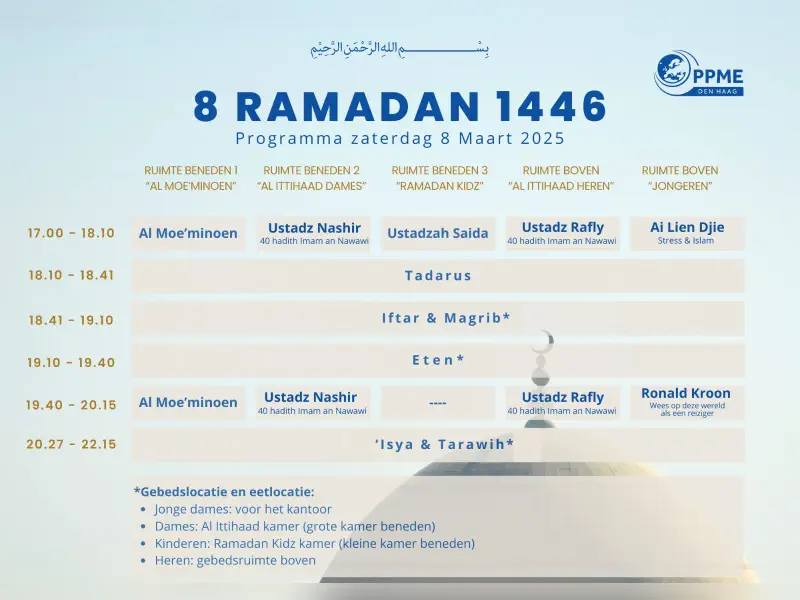 بِسْــــــــمِ اللهِ الرَّحْمَنِ الرَّحِيْمِ
PPME
DEN HAAG
8 RAMADAN 1446
Programma zaterdag 8 Maart 2025
RUIMTE BENEDEN 1
"AL MOE'MINOEN"
RUIMTE BENEDEN 2
"AL ITTIHAAD DAMES"
RUIMTE BENEDEN 3
"RAMADAN KIDZ"
RUIMTE BOVEN
"AL ITTIHAAD HEREN"
RUIMTE BOVEN
"JONGEREN"
17.00 - 18.10
Al Moe'minoen
Ustadz Nashir
40 hadith Imam an Nawawi
Ustadzah Saida
Ustadz Rafly
40 hadith Imam an Nawawi
Ai Lien Djie
Stress & Islam
18.10 - 18.41
Tadarus
18.41 - 19.10
Iftar & Magrib*
19.10 - 19.40
Eten*
19.40 - 20.15
Al Moe'minoen
Ustadz Nashir
40 hadith Imam an Nawawi
----
Ustadz Rafly
40 hadith Imam an Nawawi
Ronald Kroon
Wees op deze wereld
als een reiziger
20.27 - 22.15
'Isya & Tarawih*
*Gebedslocatie en eetlocatie:
• Jonge dames: voor het kantoor
• Dames: Al Ittihaad kamer (grote kamer beneden)
• Kinderen: Ramadan Kidz kamer (kleine kamer beneden)
• Heren: gebedsruimte boven